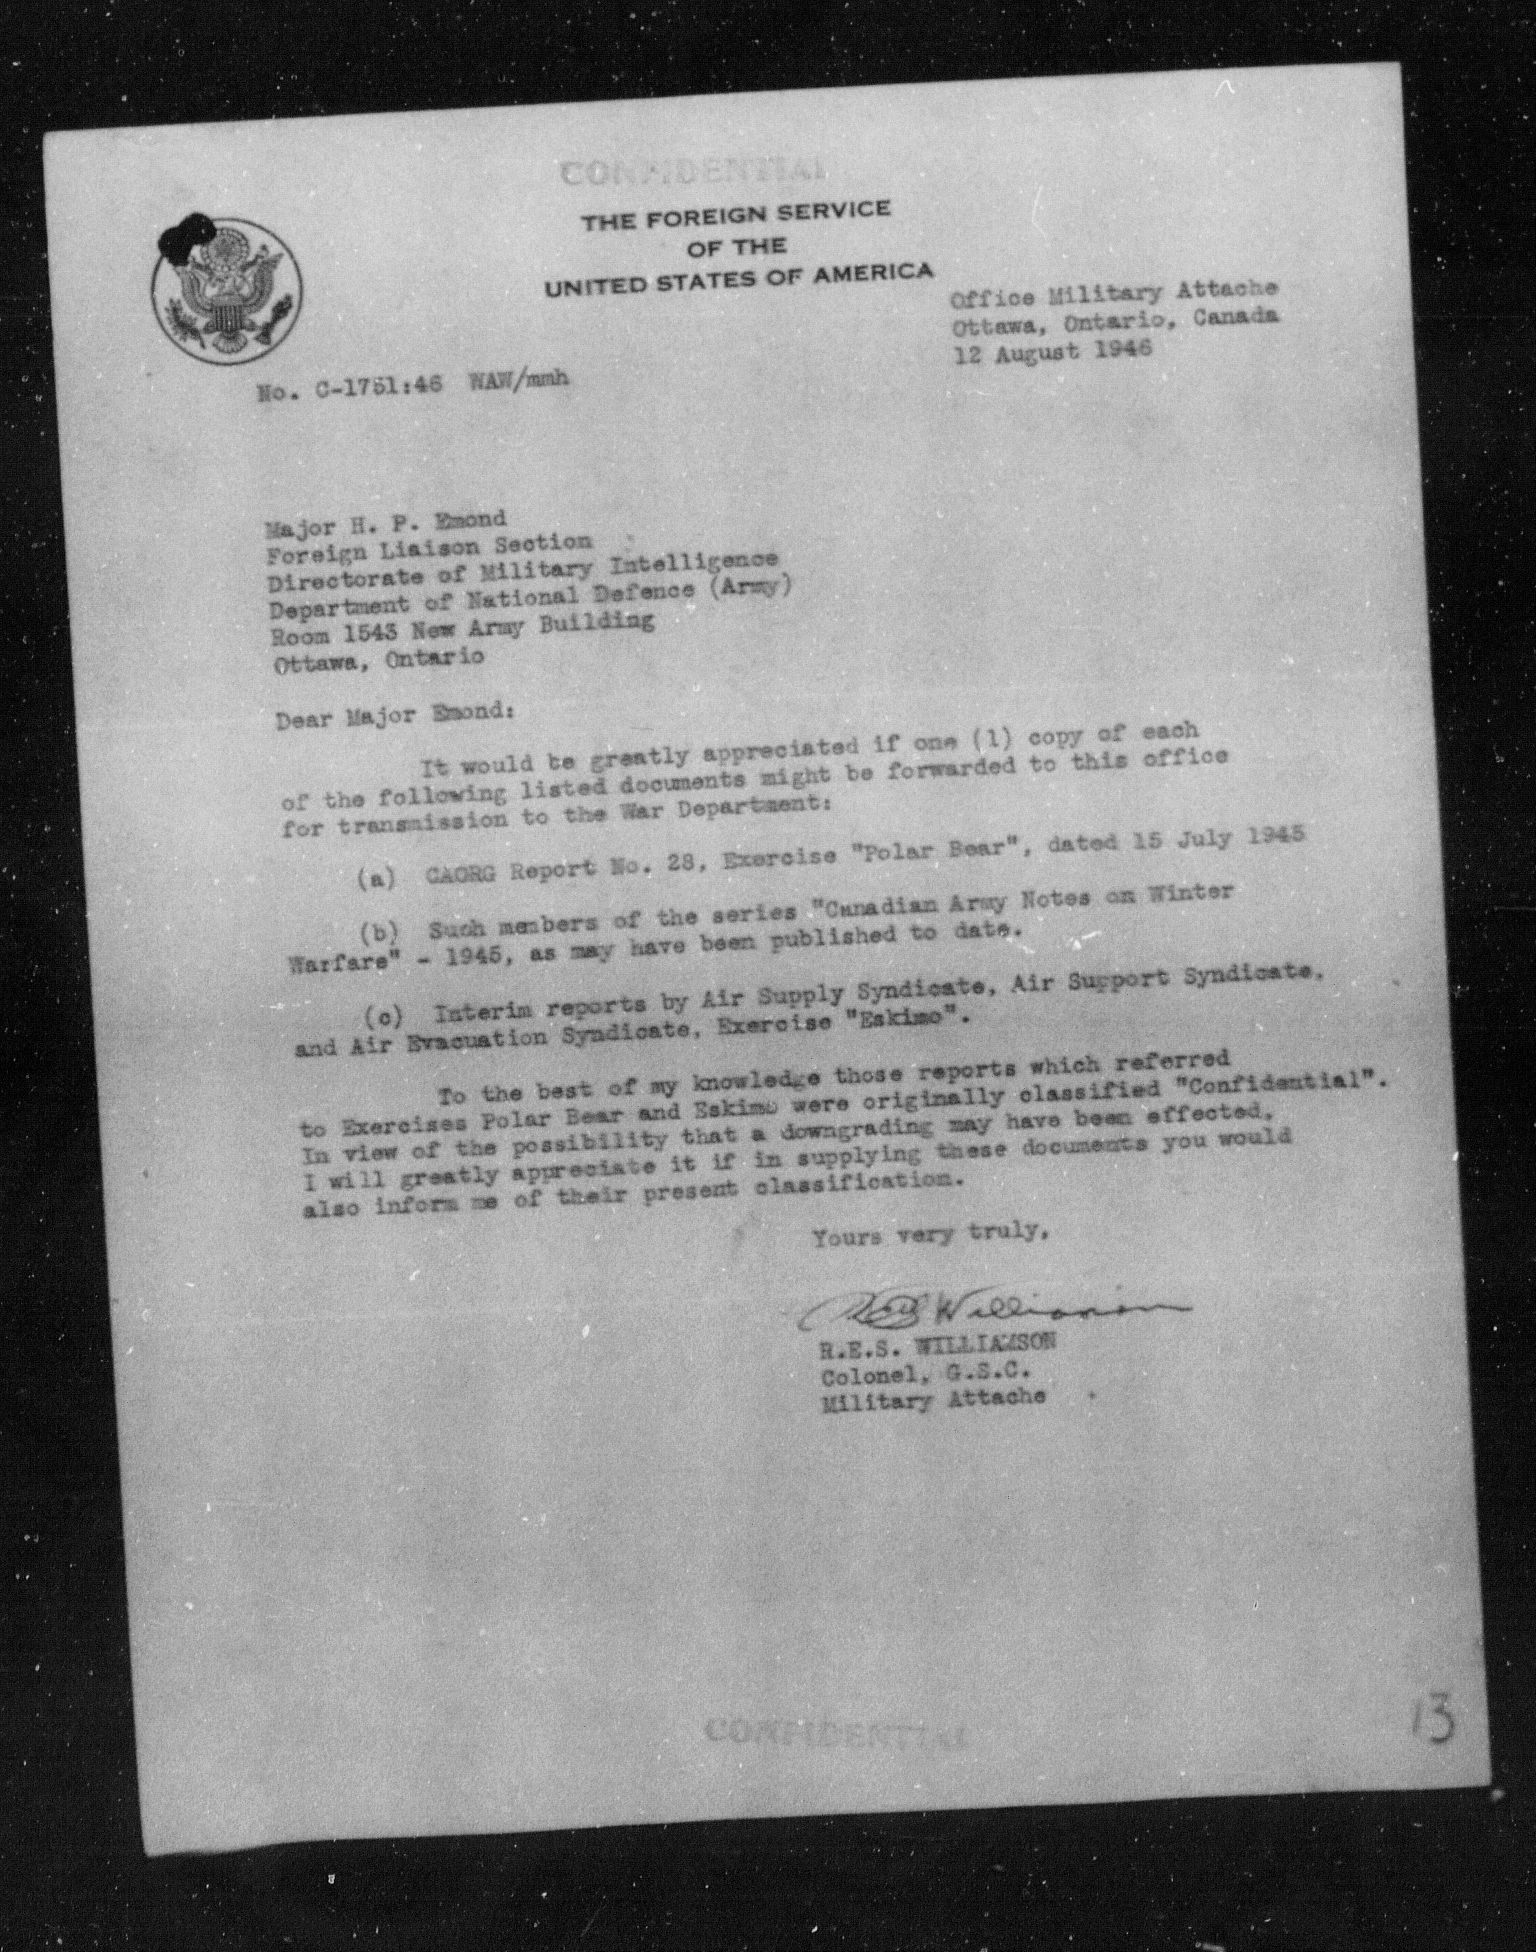 CONFIDENTIAL
THE FOREIGN SERVICE
OF THE
UNITED STATES OF AMERICA
Office Military Attache
Ottawa, Ontario, Canada
12 August 1946
No. C-1751:46 WAW/mmh
Major H. P. Emond
Foreign Liaison Section
Directorate of Military Intelligence
Department of National Defence (Army)
Room 1543 New Army Building
Ottawa, Ontario
Dear Major Emond:
It would be greatly appreciated if one (1) copy of each
of the following listed documents might be forwarded to this office
for transmission to the War Department:
(a) CAORG Report No. 28, Exercise "Polar Bear", dated 15 July 1945
(b) Such members of the series "Canadian Army Notes on Winter
Warfare" - 1945, as may have been published to date.
(c) Interim reports by Air Supply Syndicate, Air Support Syndicate,
and Air Evacuation Syndicate, Exercise "Eskimo".
To the best of my knowledge those reports which referred
to Exercises Polar Bear and Eskimo were originally classified "Confidential".
In view of the possibility that a downgrading may have been effected,
I will greatly appreciate it if in supplying these documents you would
also inform me of their present classification.
Yours very truly,
R.E.S. Williamson
R.E.S. WILLIAMSON
Colonel, G.S.C.
Military Attache
CONFIDENTIAL
13